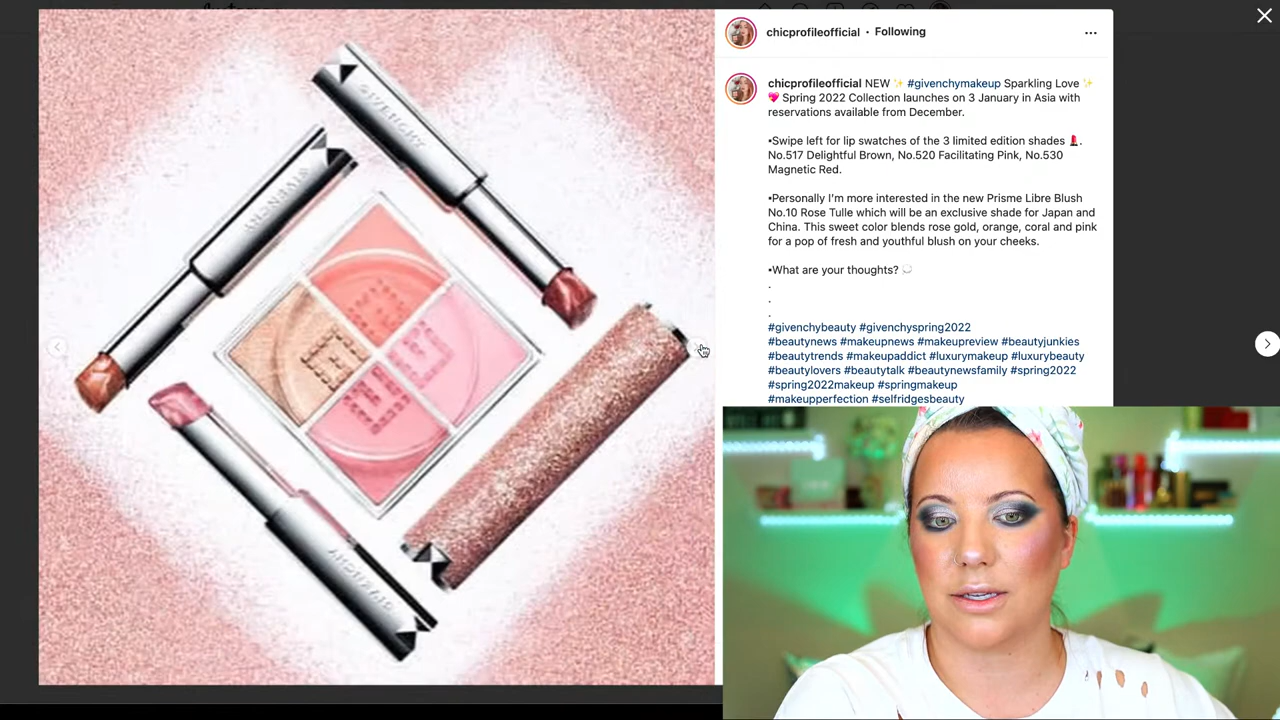 chicprofileofficial • Following
chicprofileofficial NEW ✨ #givenchymakeup Sparkling Love ✨
💖 Spring 2022 Collection launches on 3 January in Asia with
reservations available from December.
•Swipe left for lip swatches of the 3 limited edition shades 💄.
No.517 Delightful Brown, No.520 Facilitating Pink, No.530
Magnetic Red.
•Personally I'm more interested in the new Prisme Libre Blush
No.10 Rose Tulle which will be an exclusive shade for Japan and
China. This sweet color blends rose gold, orange, coral and pink
for a pop of fresh and youthful blush on your cheeks.
•What are your thoughts? 💭
.
.
.
#givenchybeauty #givenchyspring2022
#beautynews #makeupnews #makeupreview #beautyjunkies
#beautytrends #makeupaddict #luxurymakeup #luxurybeauty
#beautylovers #beautytalk #beautynewsfamily #spring2022
#spring2022makeup #springmakeup
#makeupperfection #selfridgesbeauty
GIVENCHY
GIVENCHY
GIVENCHY